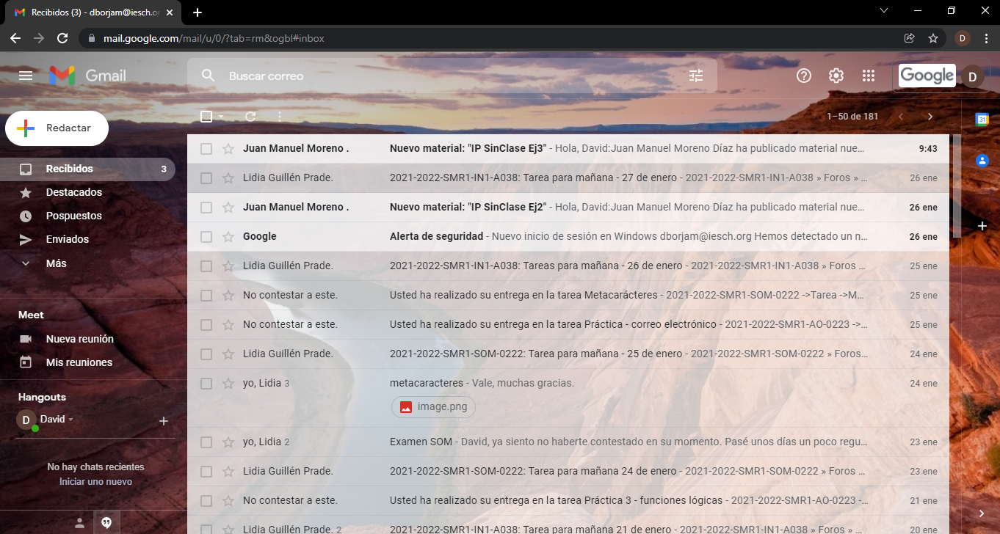 Recibidos (3) - dborjam@iesch.or
mail.google.com/mail/u/0/?tab=rm&ogbl#inbox
D
Gmail
Buscar correo
Google
D
Redactar
1–50 de 181
31
Recibidos 3
Destacados
Pospuestos
Enviados
Más
Meet
Nueva reunión
Mis reuniones
Hangouts
D David
No hay chats recientes
Iniciar uno nuevo
Juan Manuel Moreno . Nuevo material: "IP SinClase Ej3" - Hola, David:Juan Manuel Moreno Díaz ha publicado material nue… 9:43
Lidia Guillén Prade. 2021-2022-SMR1-IN1-A038: Tarea para mañana - 27 de enero - 2021-2022-SMR1-IN1-A038 » Foros » … 26 ene
Juan Manuel Moreno . Nuevo material: "IP SinClase Ej2" - Hola, David:Juan Manuel Moreno Díaz ha publicado material nue… 26 ene
Google Alerta de seguridad - Nuevo inicio de sesión en Windows dborjam@iesch.org Hemos detectado un n… 26 ene
Lidia Guillén Prade. 2021-2022-SMR1-IN1-A038: Tareas para mañana - 26 de enero - 2021-2022-SMR1-IN1-A038 » Foros … 25 ene
No contestar a este. Usted ha realizado su entrega en la tarea Metacarácteres - 2021-2022-SMR1-SOM-0222 ->Tarea ->M… 25 ene
No contestar a este. Usted ha realizado su entrega en la tarea Práctica - correo electrónico - 2021-2022-SMR1-AO-0223 ->… 25 ene
Lidia Guillén Prade. 2021-2022-SMR1-SOM-0222: Tarea para mañana - 25 de enero - 2021-2022-SMR1-SOM-0222 » Foros… 24 ene
yo, Lidia 3 metacaracteres - Vale, muchas gracias. 24 ene
image.png
yo, Lidia 2 Examen SOM - David, ya siento no haberte contestado en su momento. Pasé unos días un poco regu… 23 ene
Lidia Guillén Prade. 2021-2022-SMR1-SOM-0222: Tarea para mañana 24 de enero - 2021-2022-SMR1-SOM-0222 » Foros … 23 ene
No contestar a este. Usted ha realizado su entrega en la tarea Práctica 3 - funciones lógicas - 2021-2022-SMR1-AO-0223 -… 21 ene
Lidia Guillén Prade. 2 2021-2022-SMR1-IN1-A038: Tarea para mañana 21 de enero - 2021-2022-SMR1-IN1-A038 » Foros » … 20 ene